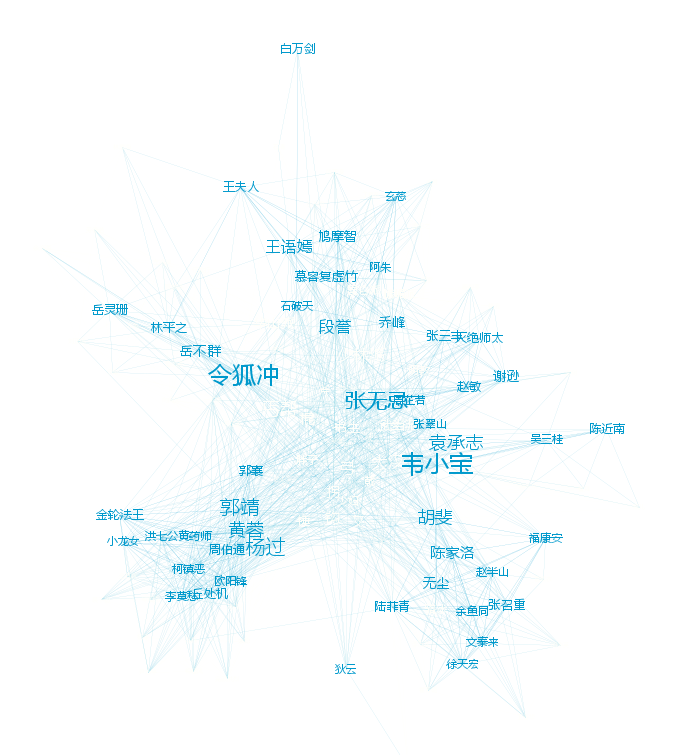 白万剑
王夫人
玄慈
鸠摩智
王语嫣
阿朱
慕容复
虚竹
石破天
岳灵珊
段誉
乔峰
林平之
张三丰
灭绝师太
岳不群
令狐冲
谢逊
赵敏
张无忌
周芷若
张翠山
陈近南
袁承志
吴三桂
韦小宝
郭襄
郭靖
金轮法王
胡斐
黄蓉
洪七公
黄药师
小龙女
福康安
杨过
周伯通
陈家洛
柯镇恶
赵半山
欧阳锋
无尘
李莫愁
丘处机
陆菲青
余鱼同
张召重
文泰来
徐天宏
狄云